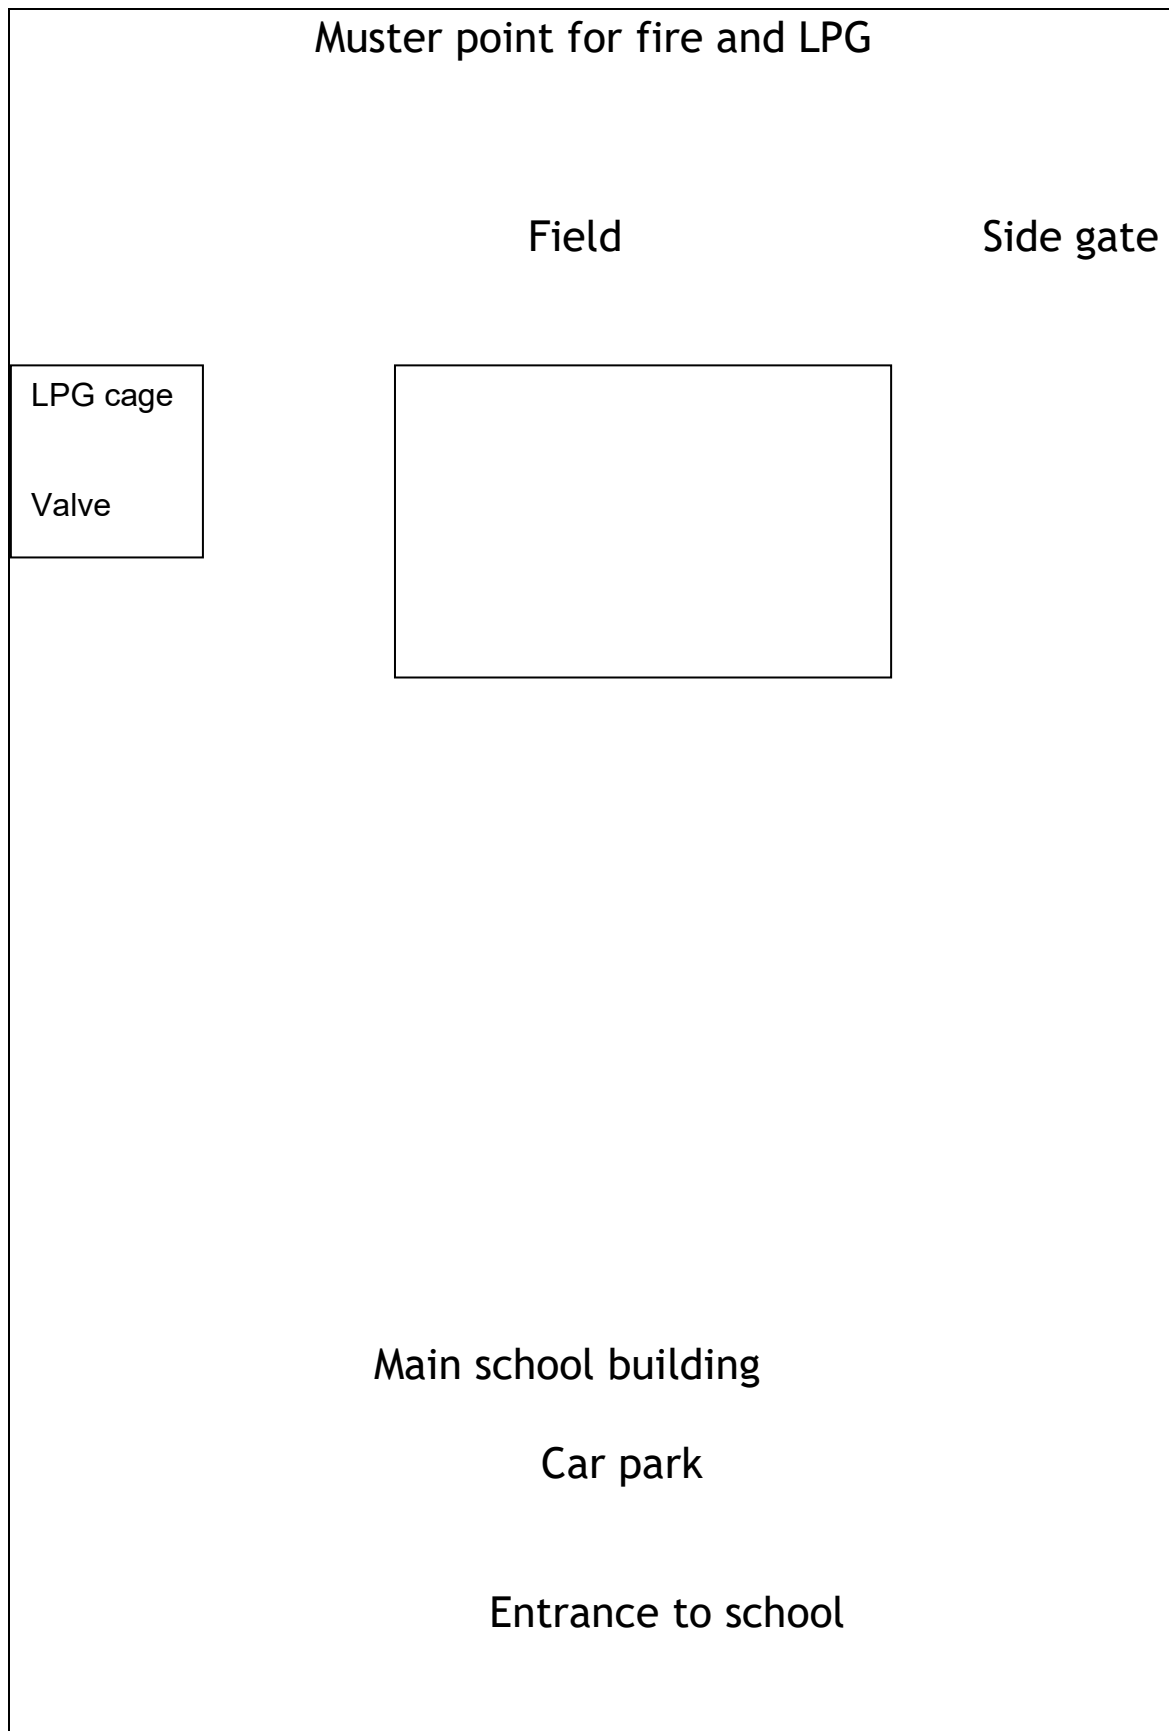 Muster point for fire and LPG
Field
Side gate
LPG cage
Valve
Main school building
Car park
Entrance to school